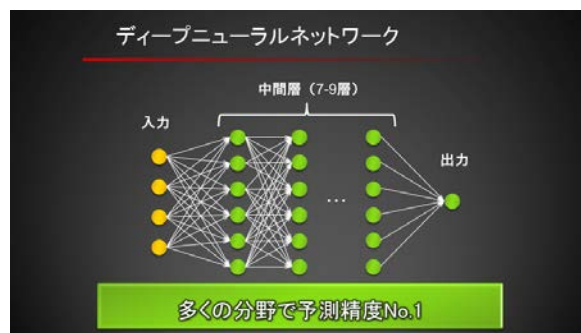 ディープニューラルネットワーク
中間層（7-9層）
入力
出力
…
多くの分野で予測精度No.1